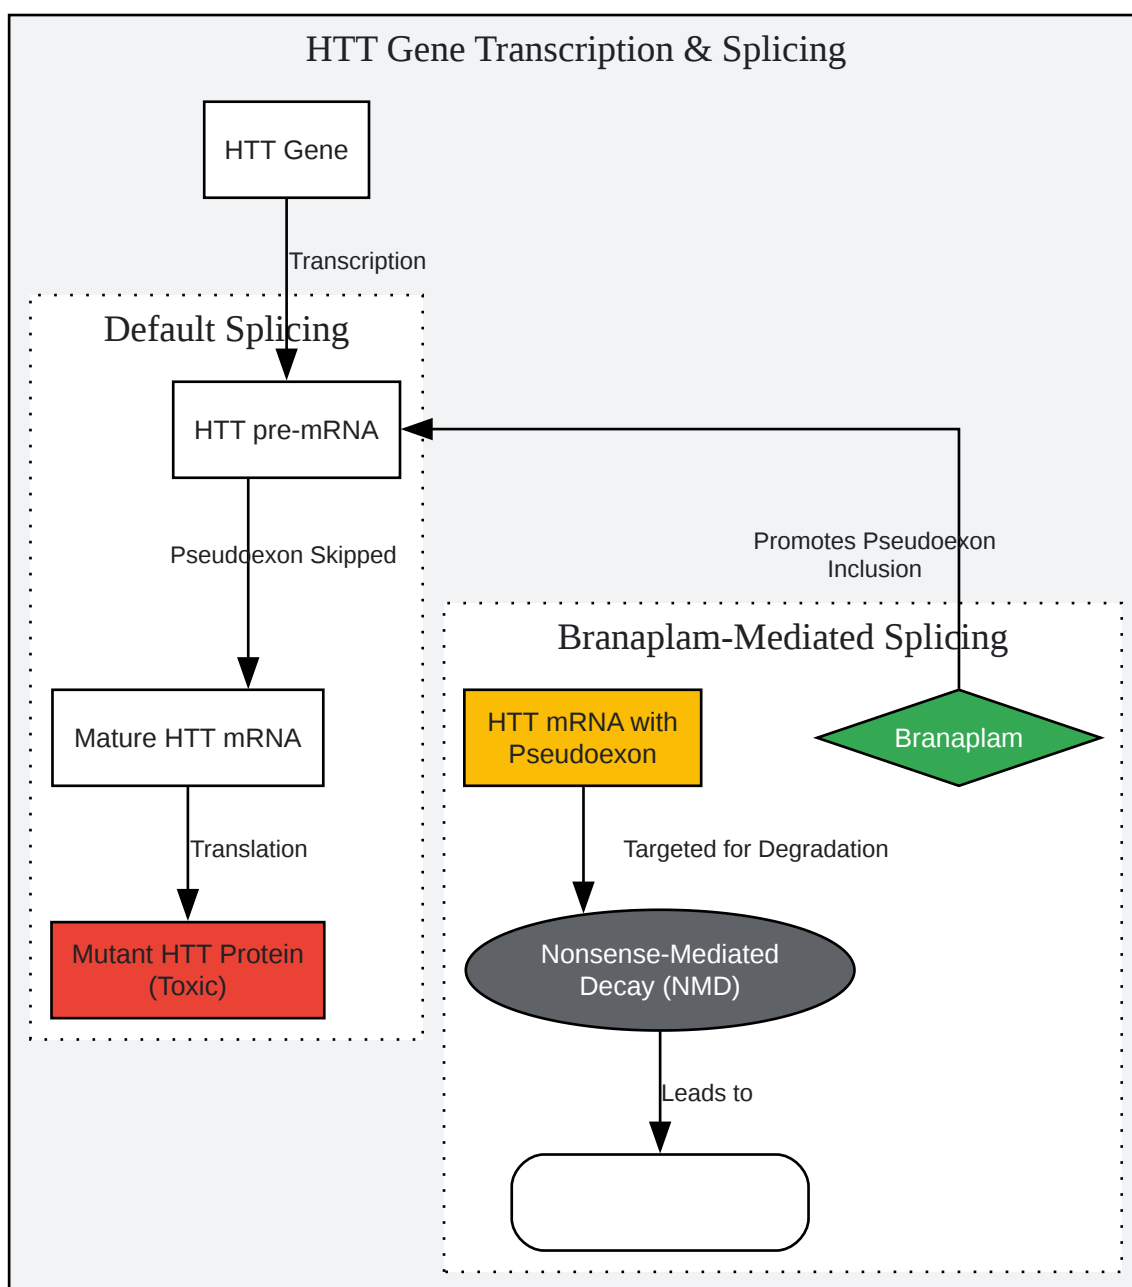 HTT Gene Transcription & Splicing
HTT Gene
Transcription
Default Splicing
HTT pre-mRNA
Pseudoexon Skipped
Promotes Pseudoexon
Inclusion
Branaplam-Mediated Splicing
Mature HTT mRNA
HTT mRNA with
Pseudoexon
Branaplam
Translation
Targeted for Degradation
Mutant HTT Protein
(Toxic)
Nonsense-Mediated
Decay (NMD)
Leads to